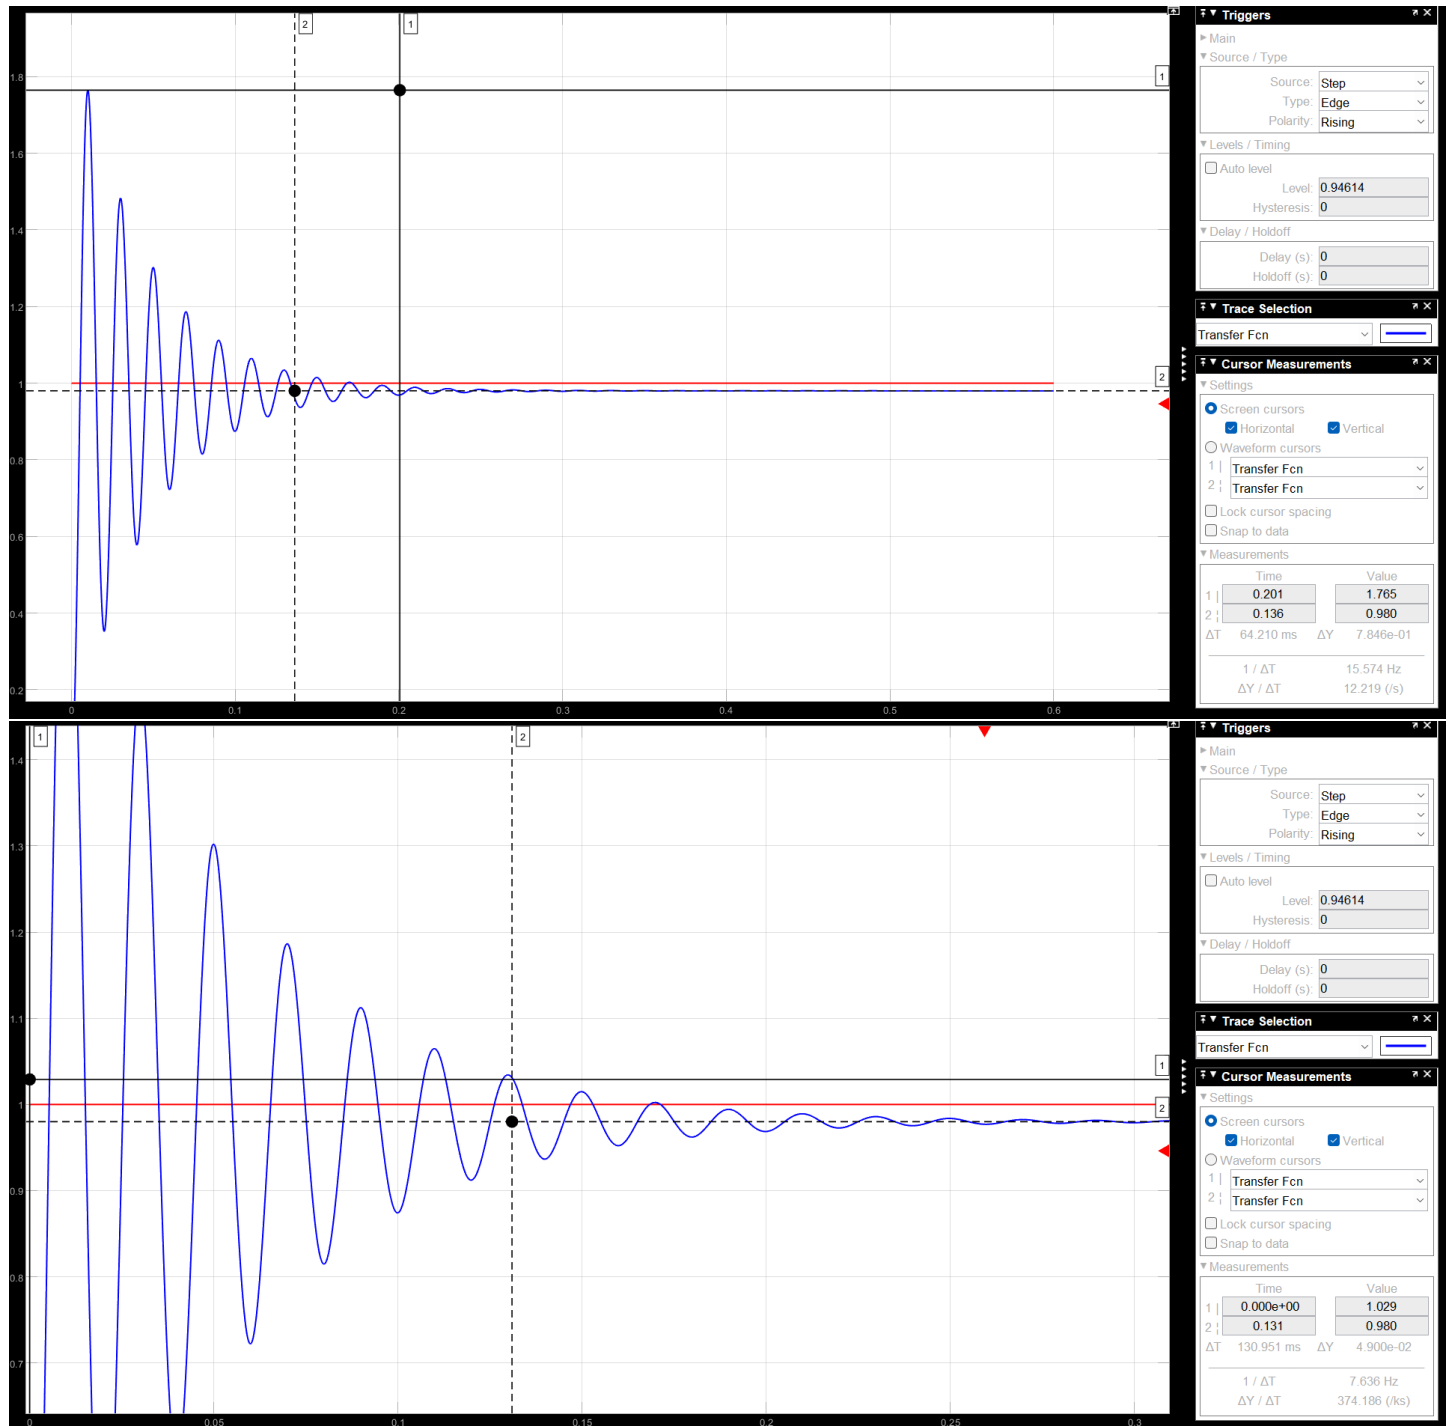 2 1
1.8
1.6
1.4
1.2
1
0.8
0.6
0.4
0.2
0 0.1 0.2 0.3 0.4 0.5 0.6
1
2
Triggers
Main
Source / Type
Source: Step
Type: Edge
Polarity: Rising
Levels / Timing
Auto level
Level: 0.94614
Hysteresis: 0
Delay / Holdoff
Delay (s): 0
Holdoff (s): 0
Trace Selection
Transfer Fcn
Cursor Measurements
Settings
Screen cursors
Horizontal Vertical
Waveform cursors
1 | Transfer Fcn
2 ¦ Transfer Fcn
Lock cursor spacing
Snap to data
Measurements
Time Value
1 | 0.201 1.765
2 ¦ 0.136 0.980
ΔT 64.210 ms ΔY 7.846e-01
1 / ΔT 15.574 Hz
ΔY / ΔT 12.219 (/s)
1 2
1.4
1.3
1.2
1.1
1
0.9
0.8
0.7
0 0.05 0.1 0.15 0.2 0.25 0.3
1
2
Triggers
Main
Source / Type
Source: Step
Type: Edge
Polarity: Rising
Levels / Timing
Auto level
Level: 0.94614
Hysteresis: 0
Delay / Holdoff
Delay (s): 0
Holdoff (s): 0
Trace Selection
Transfer Fcn
Cursor Measurements
Settings
Screen cursors
Horizontal Vertical
Waveform cursors
1 | Transfer Fcn
2 ¦ Transfer Fcn
Lock cursor spacing
Snap to data
Measurements
Time Value
1 | 0.000e+00 1.029
2 ¦ 0.131 0.980
ΔT 130.951 ms ΔY 4.900e-02
1 / ΔT 7.636 Hz
ΔY / ΔT 374.186 (/ks)